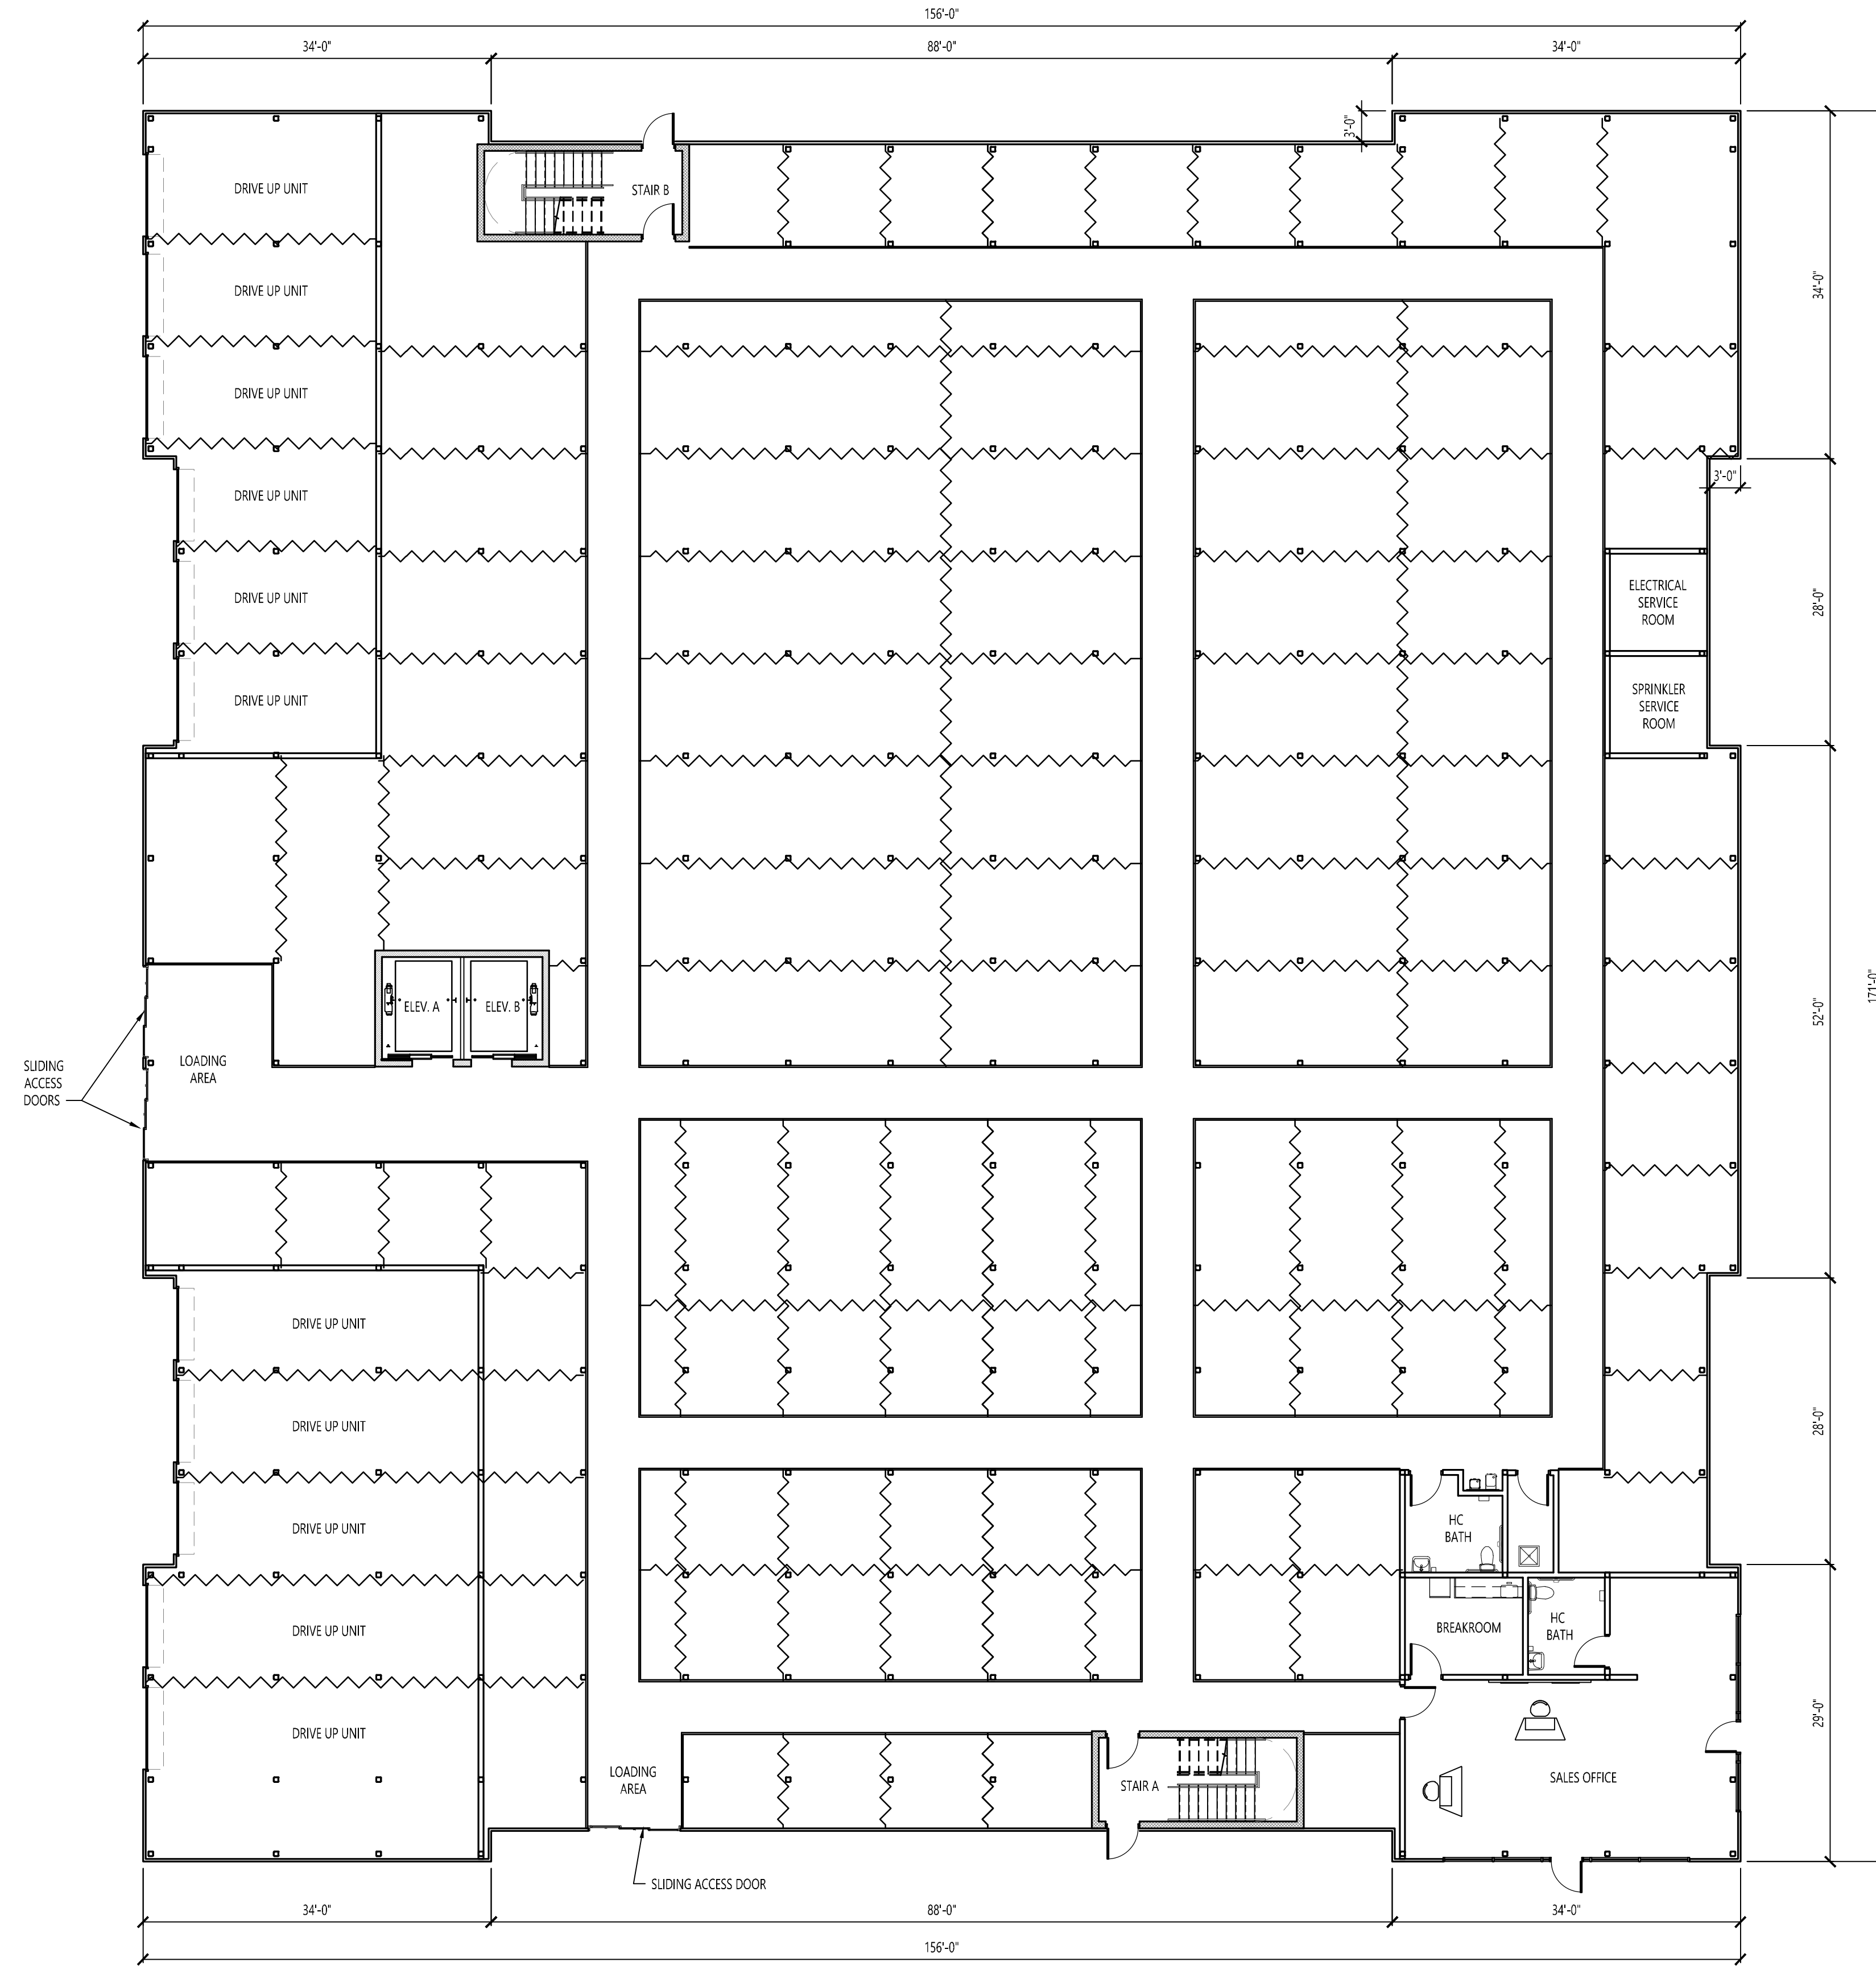 156'-0"
34'-0"
88'-0"
34'-0"
3'-0"
STAIR B
DRIVE UP UNIT
DRIVE UP UNIT
34'-0"
DRIVE UP UNIT
3'-0"
DRIVE UP UNIT
DRIVE UP UNIT
ELECTRICAL
SERVICE
ROOM
28'-0"
DRIVE UP UNIT
SPRINKLER
SERVICE
ROOM
171'-0"
ELEV. A
ELEV. B
52'-0"
SLIDING
ACCESS
DOORS
LOADING
AREA
DRIVE UP UNIT
DRIVE UP UNIT
28'-0"
DRIVE UP UNIT
HC
BATH
DRIVE UP UNIT
BREAKROOM
HC
BATH
DRIVE UP UNIT
29'-0"
LOADING
AREA
STAIR A
SALES OFFICE
SLIDING ACCESS DOOR
34'-0"
88'-0"
34'-0"
156'-0"